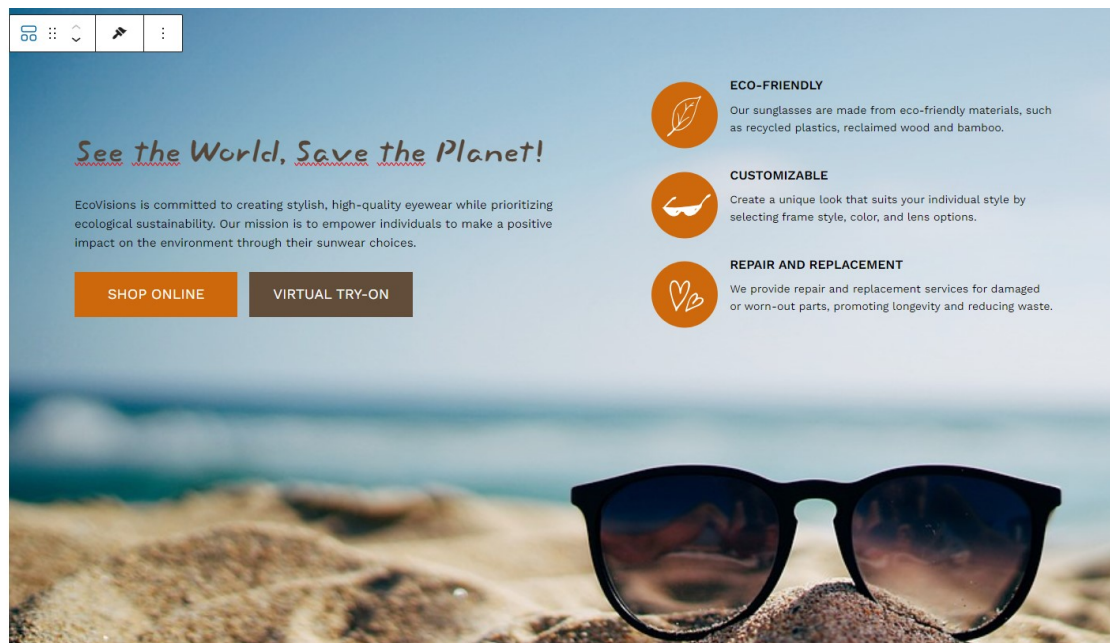 See the World, Save the Planet!
EcoVisions is committed to creating stylish, high-quality eyewear while prioritizing
ecological sustainability. Our mission is to empower individuals to make a positive
impact on the environment through their sunwear choices.
SHOP ONLINE
VIRTUAL TRY-ON
ECO-FRIENDLY
Our sunglasses are made from eco-friendly materials, such
as recycled plastics, reclaimed wood and bamboo.
CUSTOMIZABLE
Create a unique look that suits your individual style by
selecting frame style, color, and lens options.
REPAIR AND REPLACEMENT
We provide repair and replacement services for damaged
or worn-out parts, promoting longevity and reducing waste.